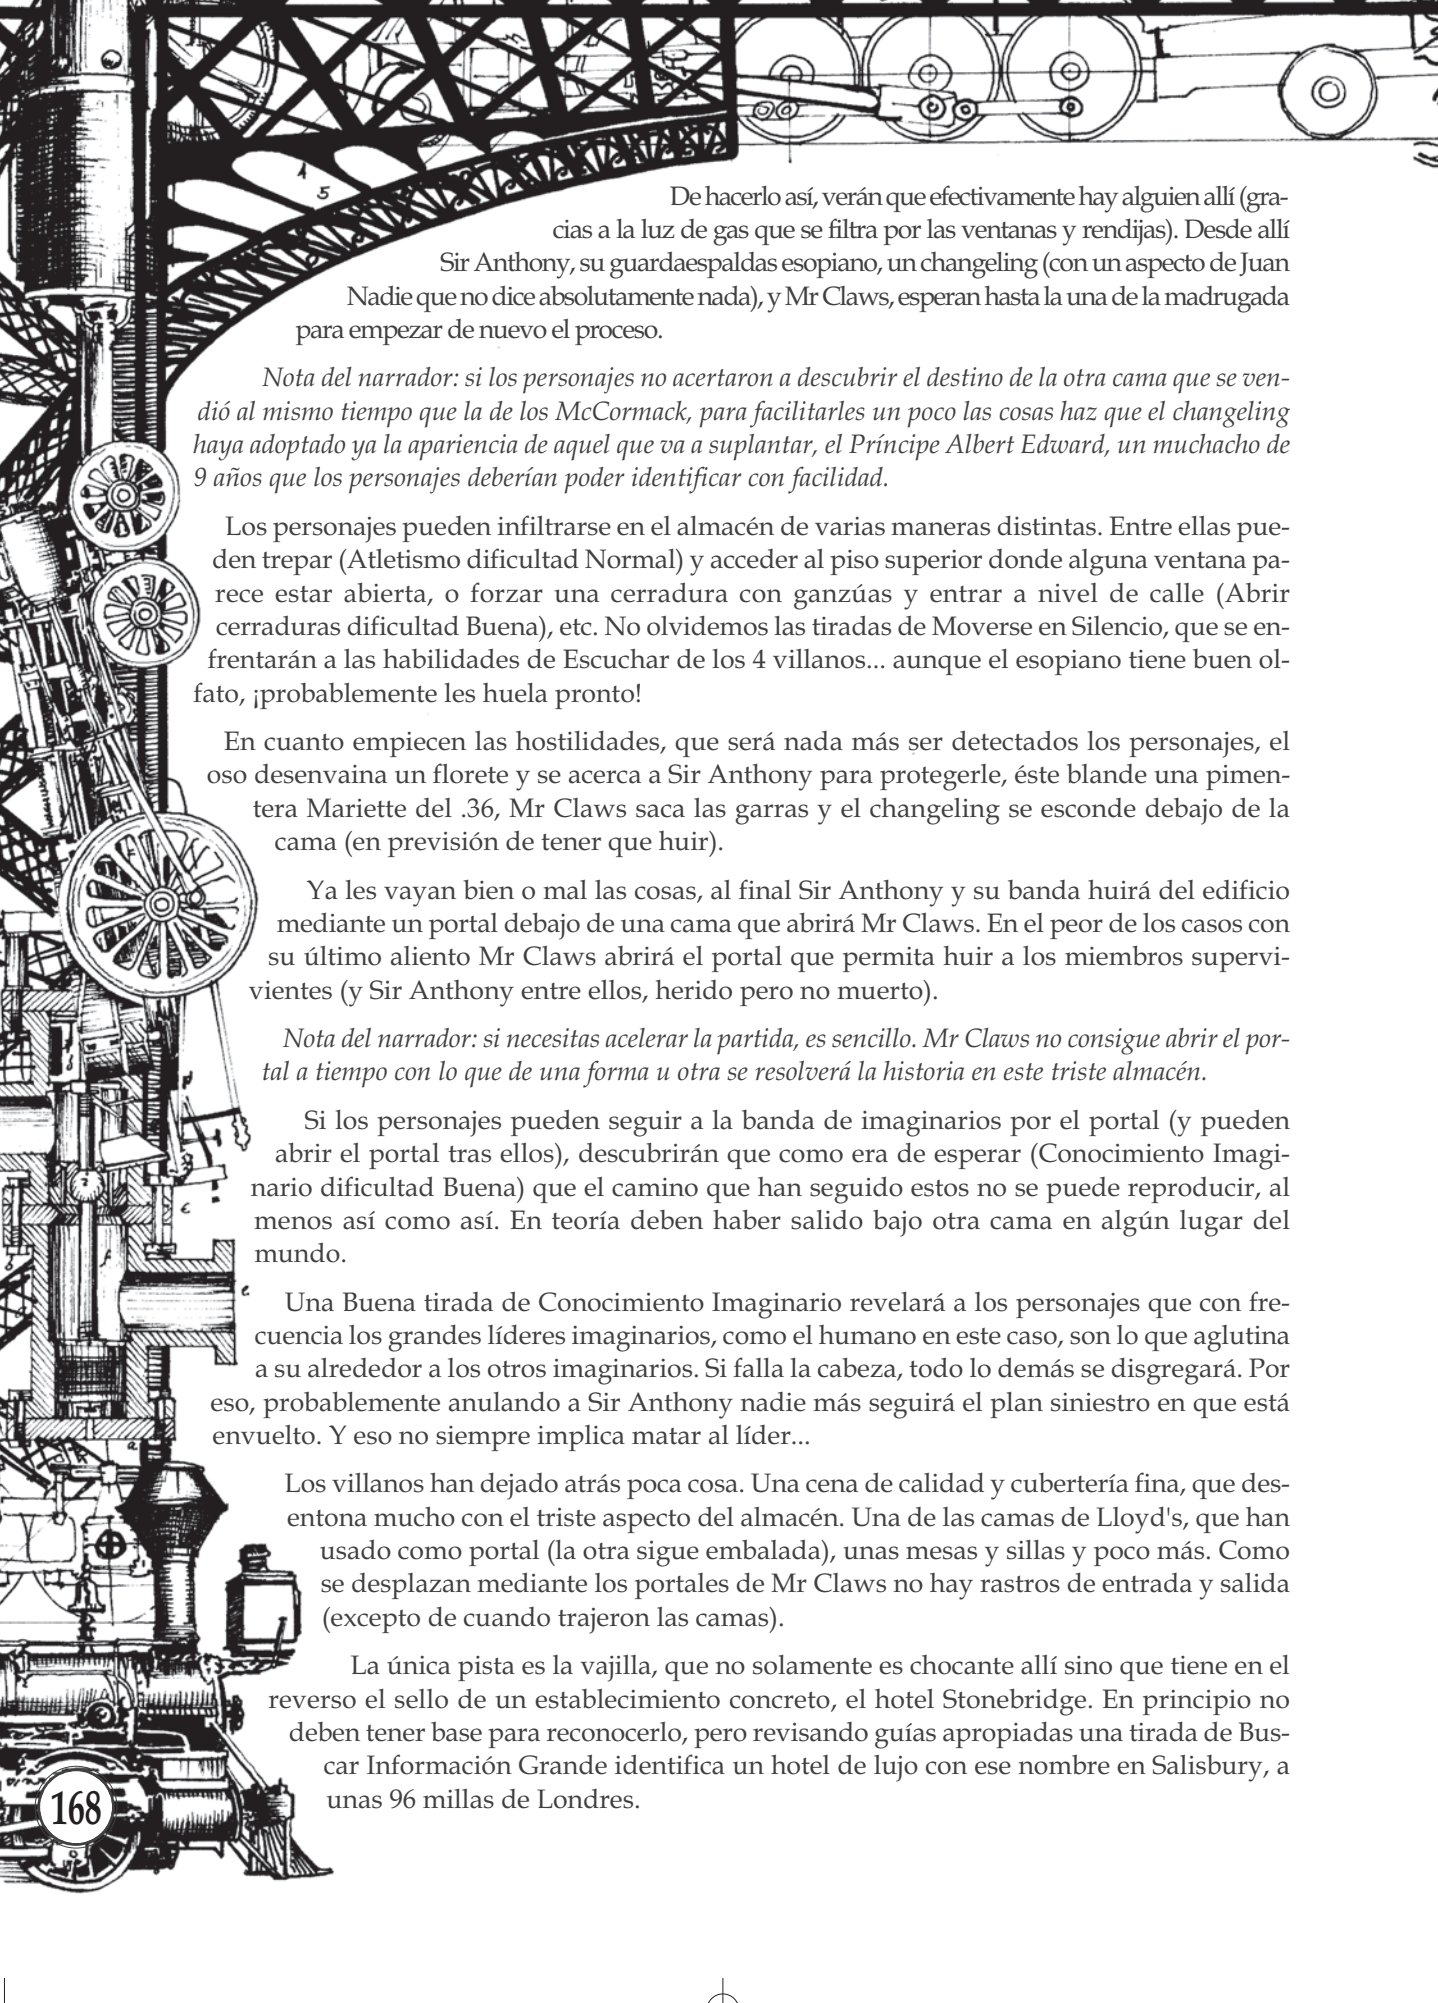 De hacerlo así, verán que efectivamente hay alguien allí (gra-
cias a la luz de gas que se filtra por las ventanas y rendijas). Desde allí
Sir Anthony, su guardaespaldas esopiano, un changeling (con un aspecto de Juan
Nadie que no dice absolutamente nada), y Mr Claws, esperan hasta la una de la madrugada
para empezar de nuevo el proceso.
Nota del narrador: si los personajes no acertaron a descubrir el destino de la otra cama que se ven-
dió al mismo tiempo que la de los McCormack, para facilitarles un poco las cosas haz que el changeling
haya adoptado ya la apariencia de aquel que va a suplantar, el Príncipe Albert Edward, un muchacho de
9 años que los personajes deberían poder identificar con facilidad.
Los personajes pueden infiltrarse en el almacén de varias maneras distintas. Entre ellas pue-
den trepar (Atletismo dificultad Normal) y acceder al piso superior donde alguna ventana pa-
rece estar abierta, o forzar una cerradura con ganzúas y entrar a nivel de calle (Abrir
cerraduras dificultad Buena), etc. No olvidemos las tiradas de Moverse en Silencio, que se en-
frentarán a las habilidades de Escuchar de los 4 villanos... aunque el esopiano tiene buen ol-
fato, ¡probablemente les huela pronto!
En cuanto empiecen las hostilidades, que será nada más ser detectados los personajes, el
oso desenvaina un florete y se acerca a Sir Anthony para protegerle, éste blande una pimen-
tera Mariette del .36, Mr Claws saca las garras y el changeling se esconde debajo de la
cama (en previsión de tener que huir).
Ya les vayan bien o mal las cosas, al final Sir Anthony y su banda huirá del edificio
mediante un portal debajo de una cama que abrirá Mr Claws. En el peor de los casos con
su último aliento Mr Claws abrirá el portal que permita huir a los miembros supervi-
vientes (y Sir Anthony entre ellos, herido pero no muerto).
Nota del narrador: si necesitas acelerar la partida, es sencillo. Mr Claws no consigue abrir el por-
tal a tiempo con lo que de una forma u otra se resolverá la historia en este triste almacén.
Si los personajes pueden seguir a la banda de imaginarios por el portal (y pueden
abrir el portal tras ellos), descubrirán que como era de esperar (Conocimiento Imagi-
nario dificultad Buena) que el camino que han seguido estos no se puede reproducir, al
menos así como así. En teoría deben haber salido bajo otra cama en algún lugar del
mundo.
Una Buena tirada de Conocimiento Imaginario revelará a los personajes que con fre-
cuencia los grandes líderes imaginarios, como el humano en este caso, son lo que aglutina
a su alrededor a los otros imaginarios. Si falla la cabeza, todo lo demás se disgregará. Por
eso, probablemente anulando a Sir Anthony nadie más seguirá el plan siniestro en que está
envuelto. Y eso no siempre implica matar al líder...
Los villanos han dejado atrás poca cosa. Una cena de calidad y cubertería fina, que des-
entona mucho con el triste aspecto del almacén. Una de las camas de Lloyd's, que han
usado como portal (la otra sigue embalada), unas mesas y sillas y poco más. Como
se desplazan mediante los portales de Mr Claws no hay rastros de entrada y salida
(excepto de cuando trajeron las camas).
La única pista es la vajilla, que no solamente es chocante allí sino que tiene en el
reverso el sello de un establecimiento concreto, el hotel Stonebridge. En principio no
deben tener base para reconocerlo, pero revisando guías apropiadas una tirada de Bus-
car Información Grande identifica un hotel de lujo con ese nombre en Salisbury, a
unas 96 millas de Londres.
168